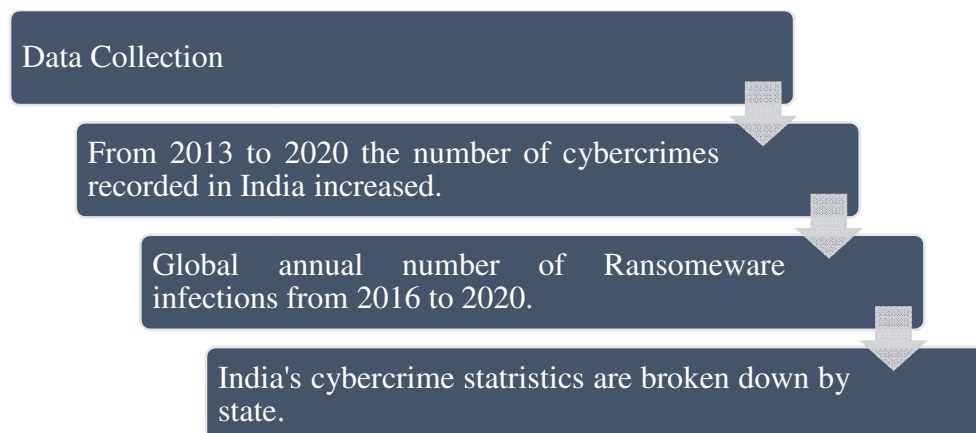 Data Collection
From 2013 to 2020 the number of cybercrimes
recorded in India increased.
Global annual number of Ransomeware
infections from 2016 to 2020.
India's cybercrime statristics are broken down by
state.